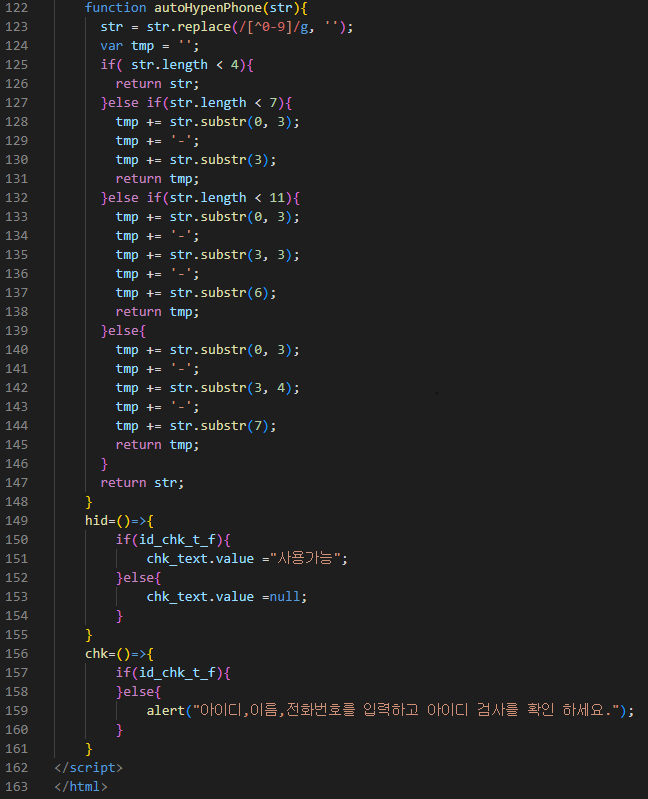 122 function autoHypenPhone(str){
123 str = str.replace(/[^0-9]/g, '');
124 var tmp = '';
125 if( str.length < 4){
126 return str;
127 }else if(str.length < 7){
128 tmp += str.substr(0, 3);
129 tmp += '-';
130 tmp += str.substr(3);
131 return tmp;
132 }else if(str.length < 11){
133 tmp += str.substr(0, 3);
134 tmp += '-';
135 tmp += str.substr(3, 3);
136 tmp += '-';
137 tmp += str.substr(6);
138 return tmp;
139 }else{
140 tmp += str.substr(0, 3);
141 tmp += '-';
142 tmp += str.substr(3, 4);
143 tmp += '-';
144 tmp += str.substr(7);
145 return tmp;
146 }
147 return str;
148 }
149 hid=()=>{
150 if(id_chk_t_f){
151 chk_text.value ="사용가능";
152 }else{
153 chk_text.value =null;
154 }
155 }
156 chk=()=>{
157 if(id_chk_t_f){
158 }else{
159 alert("아이디,이름,전화번호를 입력하고 아이디 검사를 확인 하세요.");
160 }
161 }
162 </script>
163 </html>